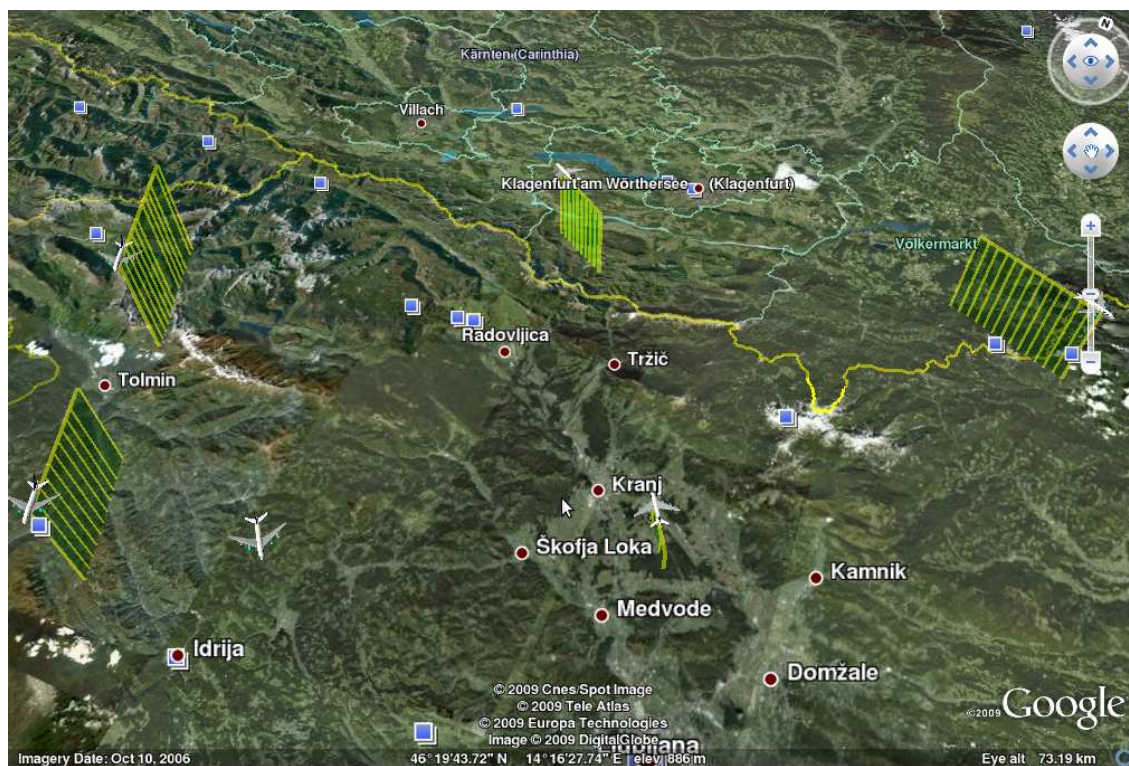 N
Kärnten (Carinthia)
Villach
Klagenfurt am Wörthersee (Klagenfurt)
Völkermarkt
Radovljica
Tržič
Tolmin
Kranj
Škofja Loka
Kamnik
Medvode
Idrija
Domžale
© 2009 Cnes/Spot Image
© 2009 Tele Atlas
© 2009 Europa Technologies
Image © 2009 DigitalGlobe
©2009 Google
Ljubljana
Imagery Date: Oct 10, 2006 46°19'43.72" N 14°16'27.74" E elev 886 m Eye alt 73.19 km